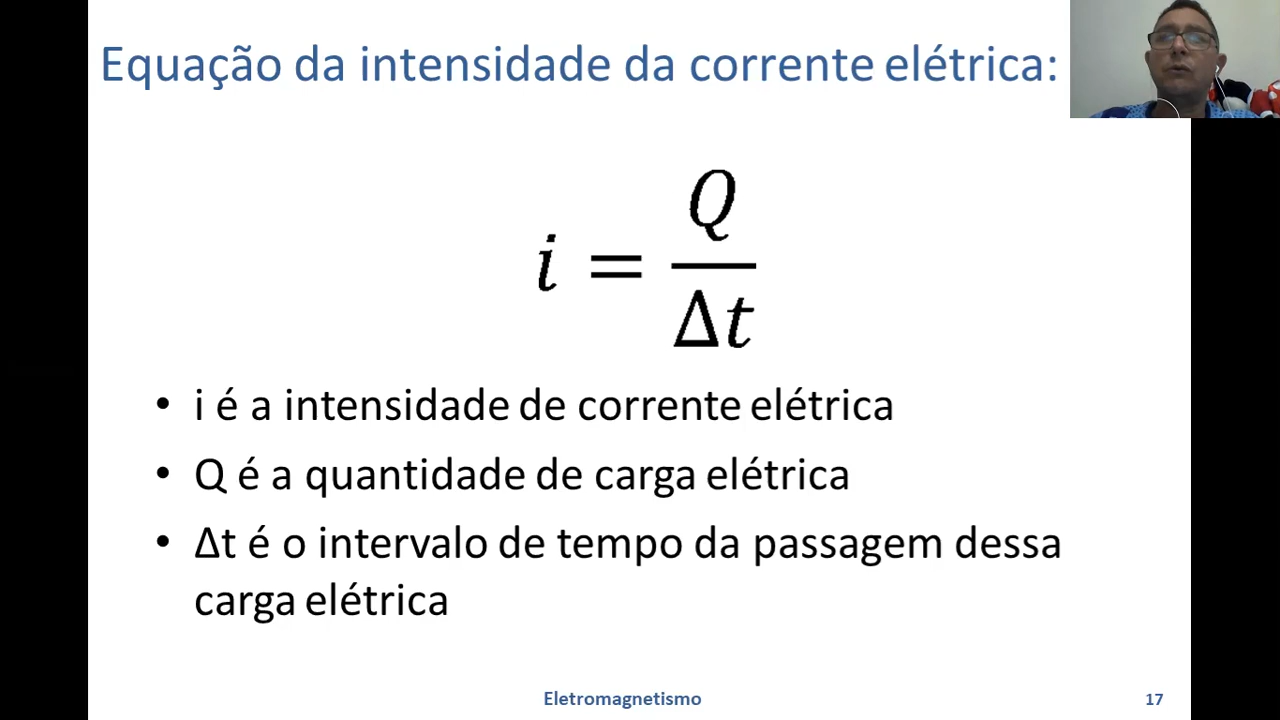 Equação da intensidade da corrente elétrica:
i = Q / Δt
• i é a intensidade de corrente elétrica
• Q é a quantidade de carga elétrica
• Δt é o intervalo de tempo da passagem dessa
carga elétrica
Eletromagnetismo
17